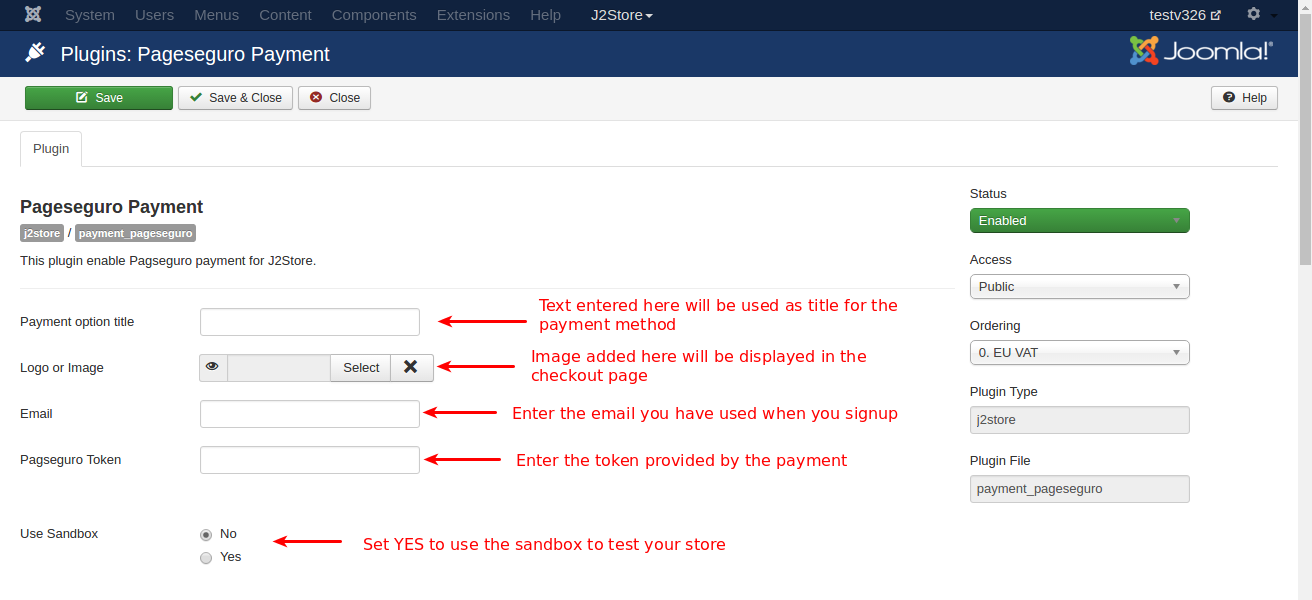 System Users Menus Content Components Extensions Help J2Store testv326
Plugins: Pageseguro Payment Joomla!®
Save Save & Close Close Help
Plugin
Pageseguro Payment
j2store / payment_pageseguro
This plugin enable Pagseguro payment for J2Store.
Payment option title
Text entered here will be used as title for the
payment method
Logo or Image Select
Image added here will be displayed in the
checkout page
Email Enter the email you have used when you signup
Pagseguro Token Enter the token provided by the payment
Use Sandbox No
Yes
Set YES to use the sandbox to test your store
Status
Enabled
Access
Public
Ordering
0. EU VAT
Plugin Type
j2store
Plugin File
payment_pageseguro